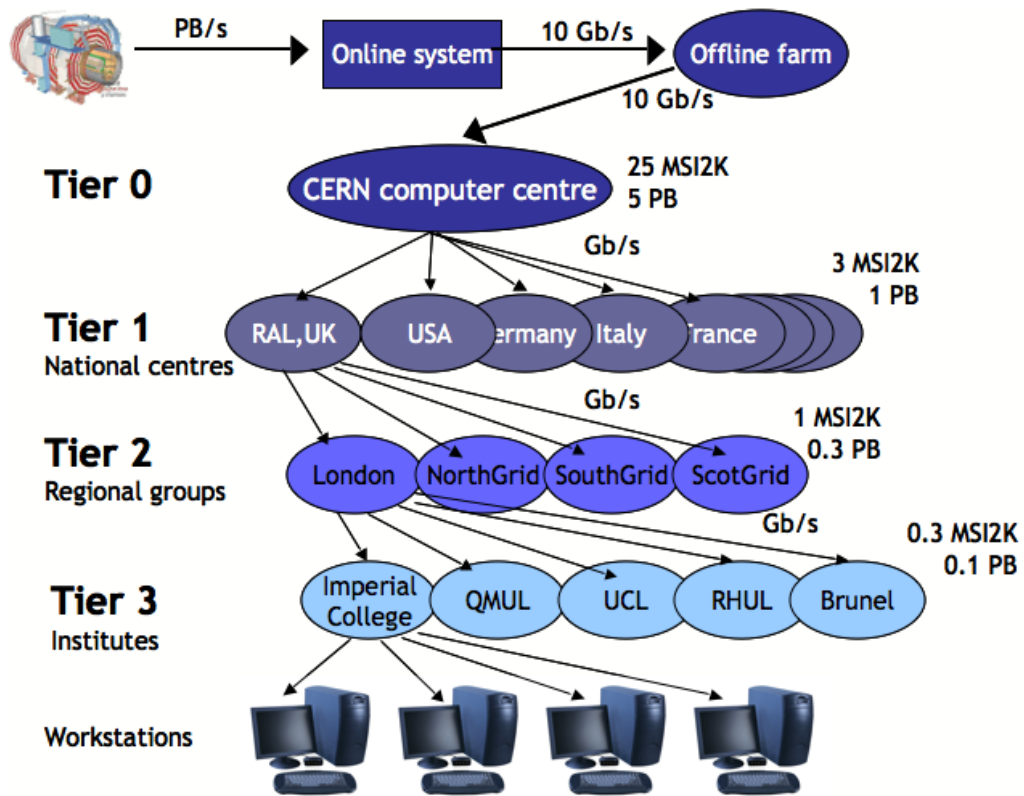 PB/s
Online system
10 Gb/s
Offline farm
10 Gb/s
Tier 0
CERN computer centre
25 MSI2K
5 PB
Gb/s
3 MSI2K
1 PB
Tier 1
National centres
RAL,UK
USA
ermany
Italy
rance
Gb/s
1 MSI2K
0.3 PB
Tier 2
Regional groups
London
NorthGrid
SouthGrid
ScotGrid
Gb/s
0.3 MSI2K
0.1 PB
Tier 3
Institutes
Imperial
College
QMUL
UCL
RHUL
Brunel
Workstations